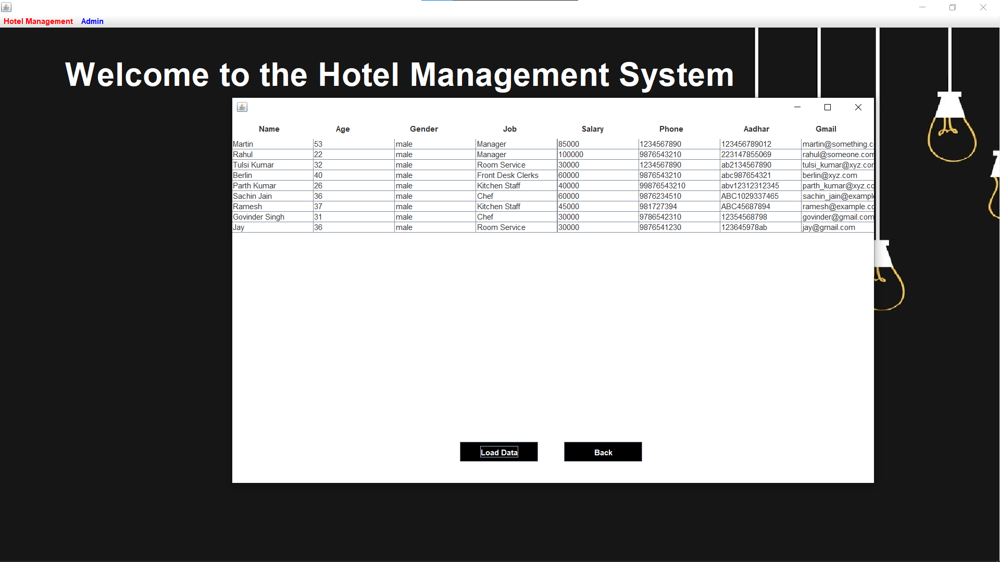 Hotel Management Admin
Welcome to the Hotel Management System
Name Age Gender Job Salary Phone Aadhar Gmail
Martin 53 male Manager 85000 1234567890 123456789012 martin@something.c
Rahul 22 male Manager 100000 9876543210 223147855069 rahul@someone.com
Tulsi Kumar 32 male Room Service 30000 1234567890 ab2134567890 tulsi_kumar@xyz.cor
Berlin 40 male Front Desk Clerks 60000 9876543210 abc987654321 berlin@xyz.com
Parth Kumar 26 male Kitchen Staff 40000 99876543210 abv12312312345 parth_kumar@xyz.co
Sachin Jain 36 male Chef 60000 9876234510 ABC1029337465 sachin_jain@exampl
Ramesh 37 male Kitchen Staff 45000 981727394 ABC45687894 ramesh@example.co
Govinder Singh 31 male Chef 30000 9786542310 12354568798 govinder@gmail.com
Jay 36 male Room Service 30000 9876541230 123645978ab jay@gmail.com
Load Data Back